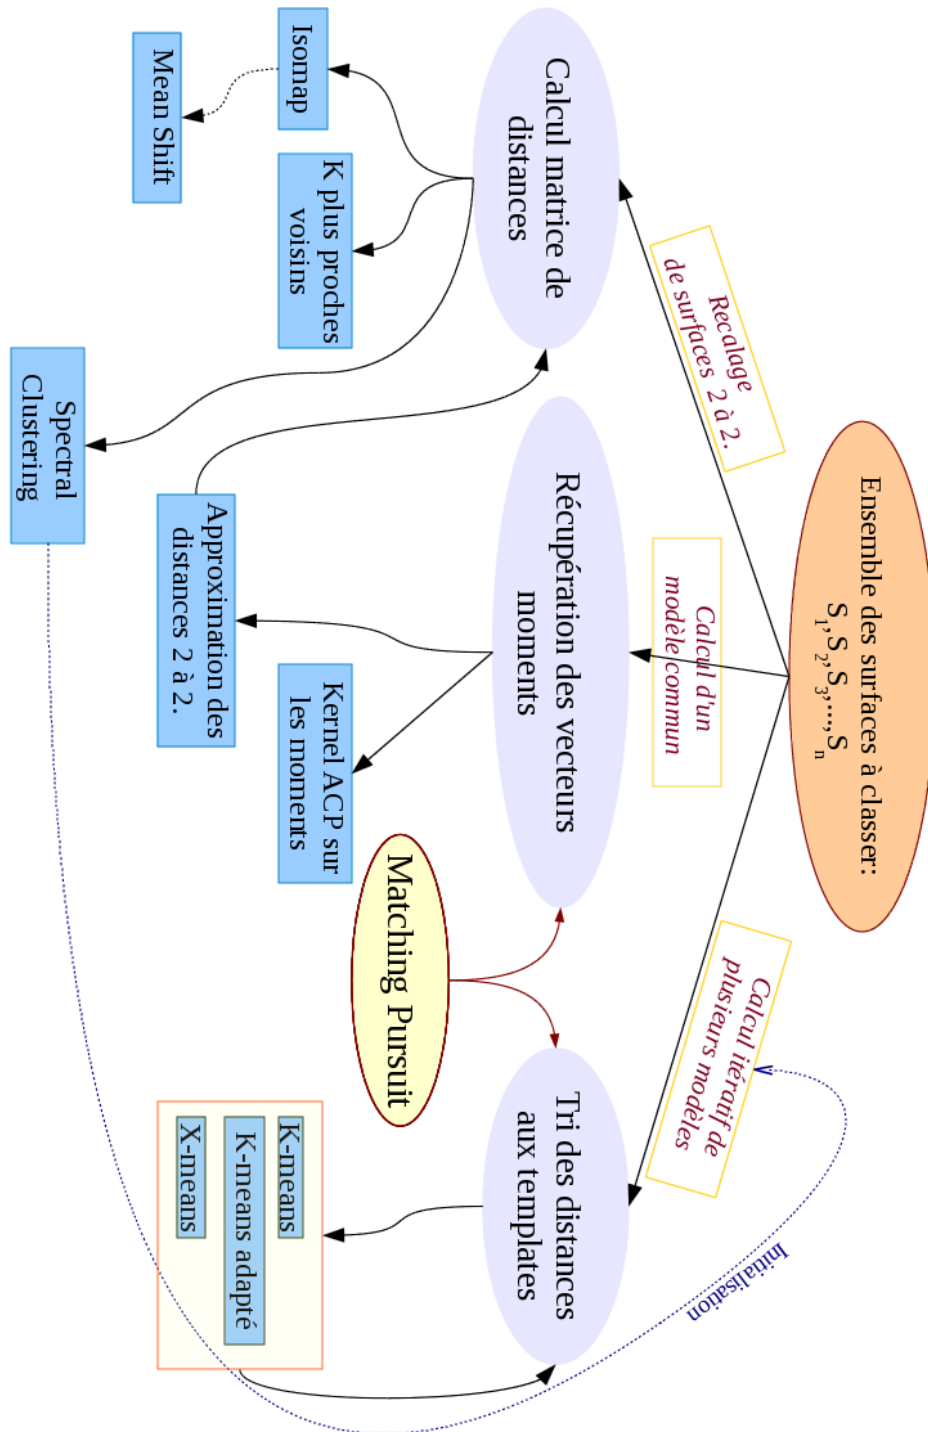 Ensemble des surfaces à classer:
S1,S2,S3,...,Sn
Recalage
de surfaces 2 à 2.
Calcul d'un
modèle commun
Calcul itératif de
plusieurs modèles
Initialisation
Calcul matrice de
distances
Récupération des vecteurs
moments
Tri des distances
aux templates
Matching Pursuit
Isomap
K plus proches
voisins
Mean Shift
Kernel ACP sur
les moments
Approximation des
distances 2 à 2.
K-means
K-means adapté
X-means
Spectral
Clustering